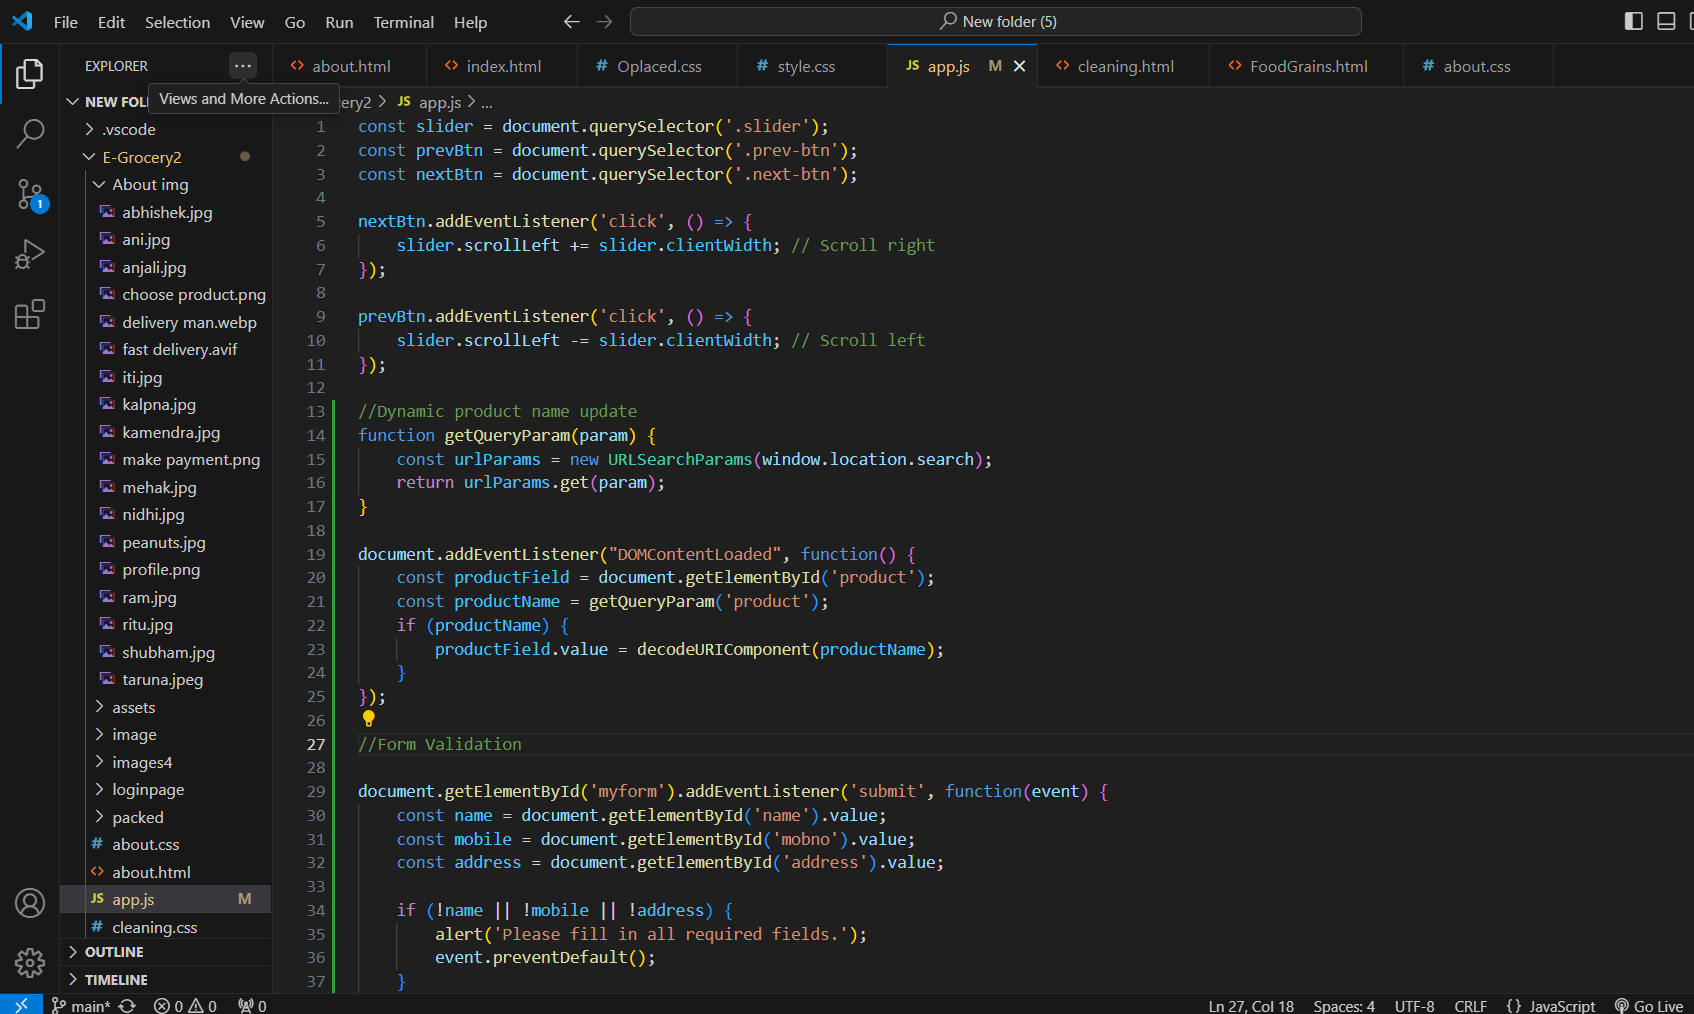 File Edit Selection View Go Run Terminal Help
New folder (5)
EXPLORER
about.html
index.html
Oplaced.css
style.css
app.js M
cleaning.html
FoodGrains.html
about.css
Views and More Actions...
app.js > ...
.vscode
E-Grocery2
About img
abhishek.jpg
ani.jpg
anjali.jpg
choose product.png
delivery man.webp
fast delivery.avif
iti.jpg
kalpna.jpg
kamendra.jpg
make payment.png
mehak.jpg
nidhi.jpg
peanuts.jpg
profile.png
ram.jpg
ritu.jpg
shubham.jpg
taruna.jpeg
assets
image
images4
loginpage
packed
about.css
about.html
app.js M
cleaning.css
OUTLINE
TIMELINE
1 const slider = document.querySelector('.slider');
2 const prevBtn = document.querySelector('.prev-btn');
3 const nextBtn = document.querySelector('.next-btn');
4
5 nextBtn.addEventListener('click', () => {
6 slider.scrollLeft += slider.clientWidth; // Scroll right
7 });
8
9 prevBtn.addEventListener('click', () => {
10 slider.scrollLeft -= slider.clientWidth; // Scroll left
11 });
12
13 //Dynamic product name update
14 function getQueryParam(param) {
15 const urlParams = new URLSearchParams(window.location.search);
16 return urlParams.get(param);
17 }
18
19 document.addEventListener("DOMContentLoaded", function() {
20 const productField = document.getElementById('product');
21 const productName = getQueryParam('product');
22 if (productName) {
23 productField.value = decodeURIComponent(productName);
24 }
25 });
26
27 //Form Validation
28
29 document.getElementById('myform').addEventListener('submit', function(event) {
30 const name = document.getElementById('name').value;
31 const mobile = document.getElementById('mobno').value;
32 const address = document.getElementById('address').value;
33
34 if (!name || !mobile || !address) {
35 alert('Please fill in all required fields.');
36 event.preventDefault();
37 }
main* 0 0 0
Ln 27, Col 18 Spaces: 4 UTF-8 CRLF {} JavaScript Go Live